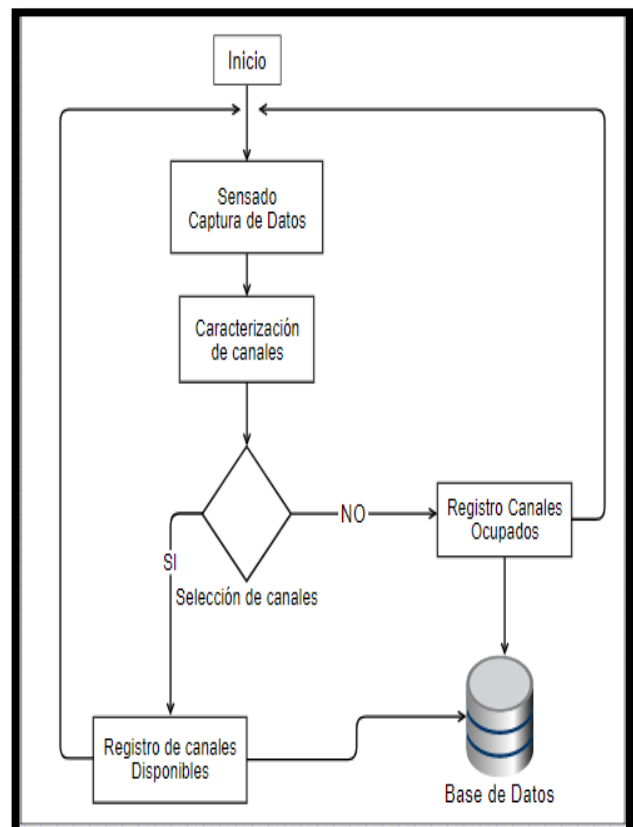 Inicio
Sensado
Captura de Datos
Caracterización
de canales
NO
Registro Canales
Ocupados
SI
Selección de canales
Registro de canales
Disponibles
Base de Datos